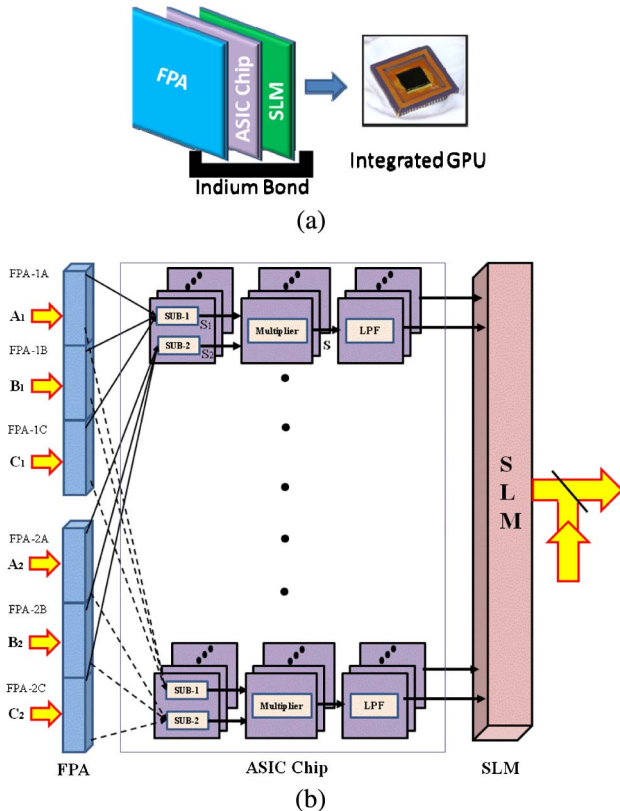 FPA
ASIC Chip
SLM
Indium Bond
Integrated GPU
(a)
FPA-1A
A1
FPA-1B
B1
FPA-1C
C1
FPA-2A
A2
FPA-2B
B2
FPA-2C
C2
SUB-1
S1
SUB-2
S2
Multiplier
S
LPF
SLM
SUB-1
SUB-2
Multiplier
LPF
FPA
ASIC Chip
SLM
(b)